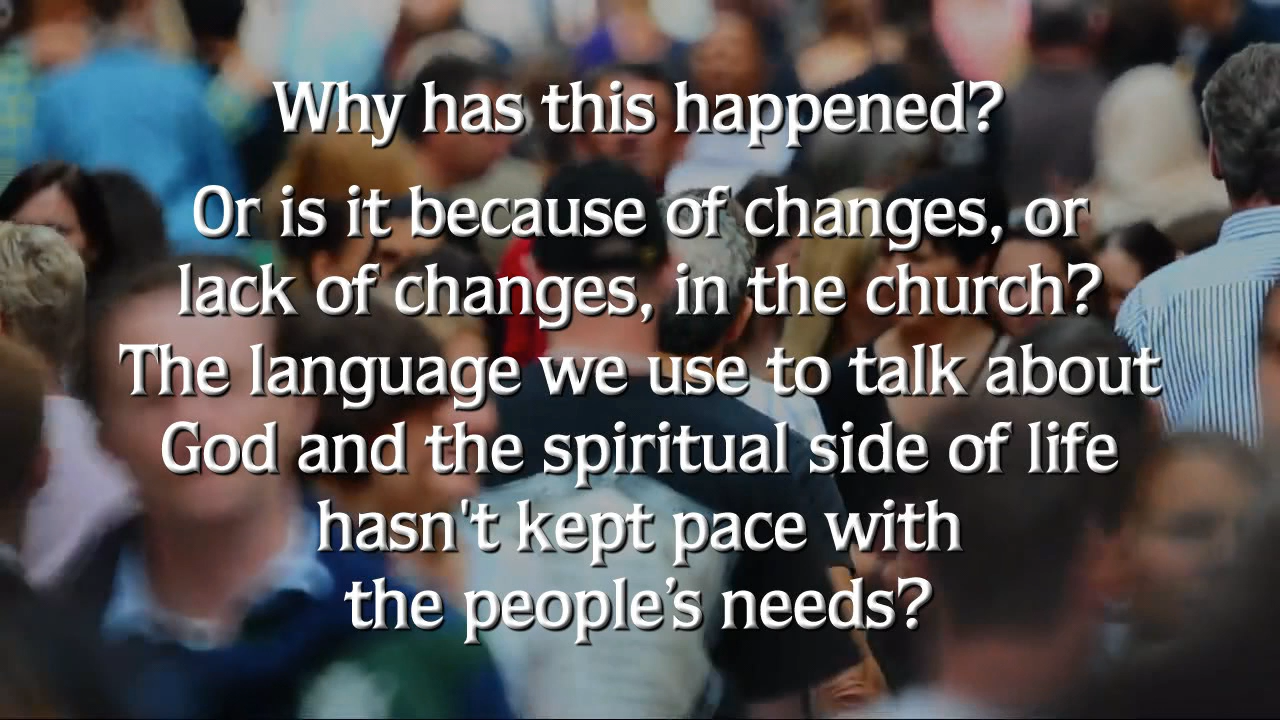 Why has this happened?
Or is it because of changes, or
lack of changes, in the church?
The language we use to talk about
God and the spiritual side of life
hasn't kept pace with
the people’s needs?